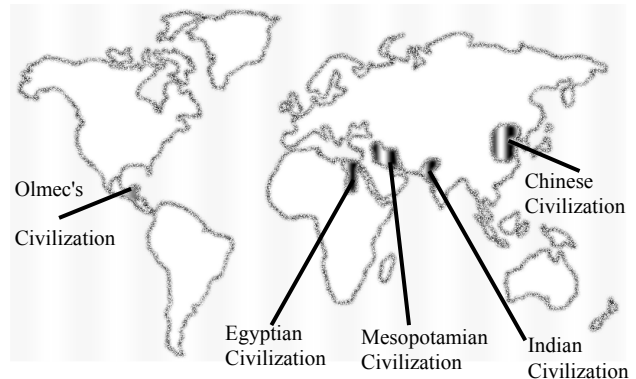 Olmec's
Civilization
Chinese
Civilization
Egyptian
Civilization
Mesopotamian
Civilization
Indian
Civilization